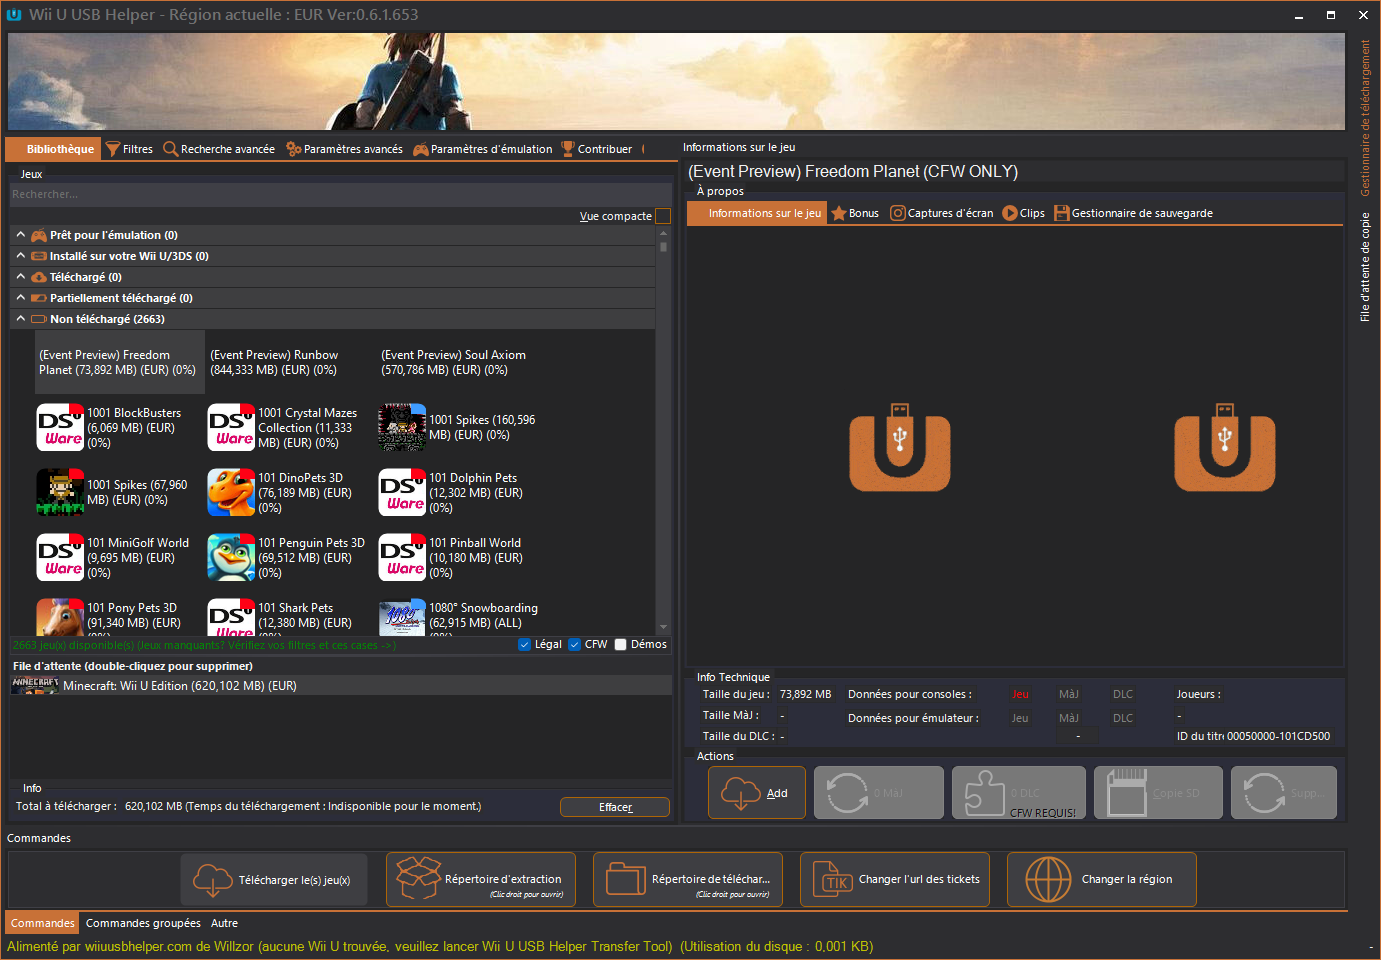 Wii U USB Helper - Région actuelle : EUR Ver:0.6.1.653
Gestionnaire de téléchargement
File d'attente de copie
Bibliothèque
Filtres
Recherche avancée
Paramètres avancés
Paramètres d'émulation
Contribuer
Jeux
Rechercher...
Vue compacte
Prêt pour l'émulation (0)
Installé sur votre Wii U/3DS (0)
Téléchargé (0)
Partiellement téléchargé (0)
Non téléchargé (2663)
(Event Preview) Freedom
Planet (73,892 MB) (EUR) (0%)
(Event Preview) Runbow
(844,333 MB) (EUR) (0%)
(Event Preview) Soul Axiom
(570,786 MB) (EUR) (0%)
DS
Ware
1001 BlockBusters
(6,069 MB) (EUR)
(0%)
DS
Ware
1001 Crystal Mazes
Collection (11,333
MB) (EUR) (0%)
1001 Spikes (160,596
MB) (EUR) (0%)
1001 Spikes (67,960
MB) (EUR) (0%)
101 DinoPets 3D
(76,189 MB) (EUR)
(0%)
DS
Ware
101 Dolphin Pets
(12,302 MB) (EUR)
(0%)
DS
Ware
101 MiniGolf World
(9,695 MB) (EUR)
(0%)
101 Penguin Pets 3D
(69,512 MB) (EUR)
(0%)
DS
Ware
101 Pinball World
(10,180 MB) (EUR)
(0%)
101 Pony Pets 3D
(91,340 MB) (EUR)
(0%)
DS
Ware
101 Shark Pets
(12,380 MB) (EUR)
(0%)
1080° Snowboarding
(62,915 MB) (ALL)
(0%)
2663 jeu(x) disponible(s) (Jeux manquants? Vérifiez vos filtres et ces cases ->)
Légal
CFW
Démos
File d'attente (double-cliquez pour supprimer)
MINECRAFT
Minecraft: Wii U Edition (620,102 MB) (EUR)
Info
Total à télécharger :
620,102 MB (Temps du téléchargement : Indisponible pour le moment.)
Effacer
Informations sur le jeu
(Event Preview) Freedom Planet (CFW ONLY)
À propos
Informations sur le jeu
Bonus
Captures d'écran
Clips
Gestionnaire de sauvegarde
Info Technique
Taille du jeu :
73,892 MB
Données pour consoles :
Jeu
MàJ
DLC
Joueurs :
Taille MàJ :
-
Données pour émulateur :
Jeu
MàJ
DLC
-
Taille du DLC :
-
-
ID du titre
00050000-101CD500
Actions
Add
0 MàJ
0 DLC
CFW REQUIS!
Copie SD
Supp...
Commandes
Télécharger le(s) jeu(x)
Répertoire d'extraction
(Clic droit pour ouvrir)
Répertoire de téléchar...
(Clic droit pour ouvrir)
TIK
Changer l'url des tickets
Changer la région
Commandes
Commandes groupées
Autre
Alimenté par wiiuusbhelper.com de Willzor (aucune Wii U trouvée, veuillez lancer Wii U USB Helper Transfer Tool) (Utilisation du disque : 0,001 KB)
-